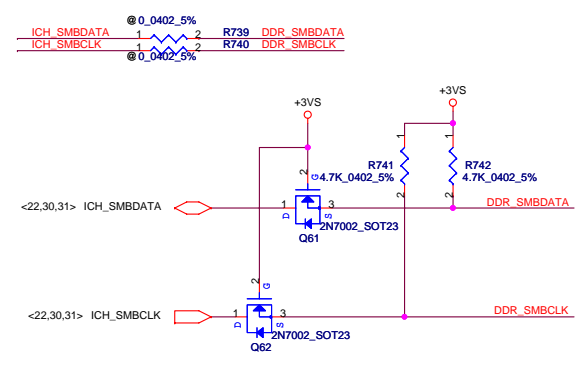 @0_0402_5%
ICH_SMBDATA 1 2 R739 DDR_SMBDATA
ICH_SMBCLK 1 2 R740 DDR_SMBCLK
@0_0402_5%
+3VS
+3VS
1 1
R741 R742
4.7K_0402_5% 4.7K_0402_5%
2 G
2 2
<22,30,31> ICH_SMBDATA 1 3 DDR_SMBDATA
D S
2N7002_SOT23
Q61
2 G
<22,30,31> ICH_SMBCLK 1 3 DDR_SMBCLK
D S
2N7002_SOT23
Q62